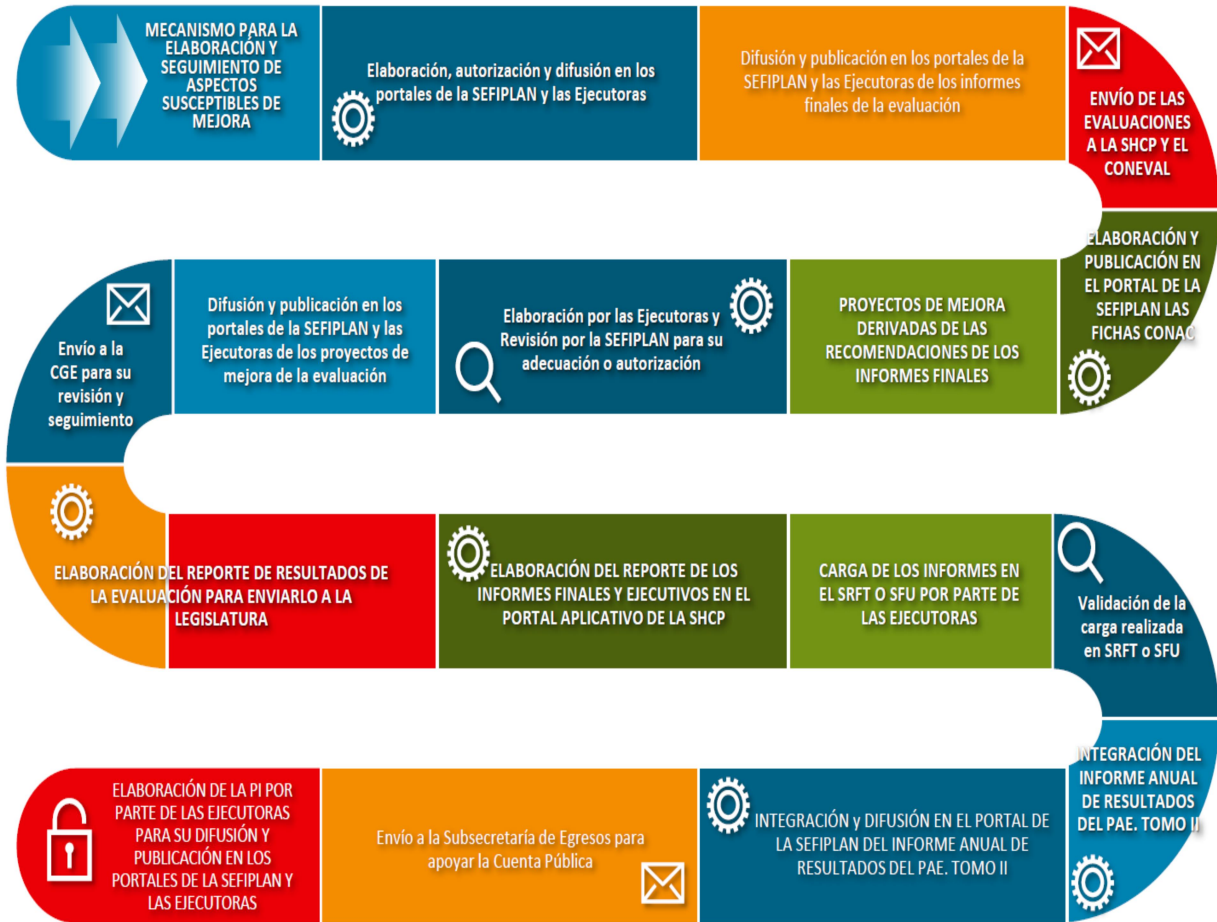 MECANISMO PARA LA
ELABORACIÓN Y
SEGUIMIENTO DE
ASPECTOS
SUSCEPTIBLES DE
MEJORA
Elaboración, autorización y difusión en los
portales de la SEFIPLAN y las Ejecutoras
Difusión y publicación en los portales de la
SEFIPLAN y las Ejecutoras de los informes
finales de la evaluación
ENVÍO DE LAS
EVALUACIONES
A LA SHCP Y EL
CONEVAL
ELABORACIÓN Y
PUBLICACIÓN EN
EL PORTAL DE LA
SEFIPLAN LAS
FICHAS CONAC
PROYECTOS DE MEJORA
DERIVADAS DE LAS
RECOMENDACIONES DE LOS
INFORMES FINALES
Elaboración por las Ejecutoras y
Revisión por la SEFIPLAN para su
adecuación o autorización
Difusión y publicación en los
portales de la SEFIPLAN y las
Ejecutoras de los proyectos de
mejora de la evaluación
Envío a la
CGE para su
revisión y
seguimiento
ELABORACIÓN DEL REPORTE DE RESULTADOS DE
LA EVALUACIÓN PARA ENVIARLO A LA
LEGISLATURA
ELABORACIÓN DEL REPORTE DE LOS
INFORMES FINALES Y EJECUTIVOS EN EL
PORTAL APLICATIVO DE LA SHCP
CARGA DE LOS INFORMES EN
EL SRFT O SFU POR PARTE DE
LAS EJECUTORAS
Validación de la
carga realizada
en SRFT o SFU
INTEGRACIÓN DEL
INFORME ANUAL
DE RESULTADOS
DEL PAE. TOMO II
INTEGRACIÓN y DIFUSIÓN EN EL PORTAL DE
LA SEFIPLAN DEL INFORME ANUAL DE
RESULTADOS DEL PAE. TOMO II
Envío a la Subsecretaría de Egresos para
apoyar la Cuenta Pública
ELABORACIÓN DE LA PI POR
PARTE DE LAS EJECUTORAS
PARA SU DIFUSIÓN Y
PUBLICACIÓN EN LOS
PORTALES DE LA SEFIPLAN Y
LAS EJECUTORAS